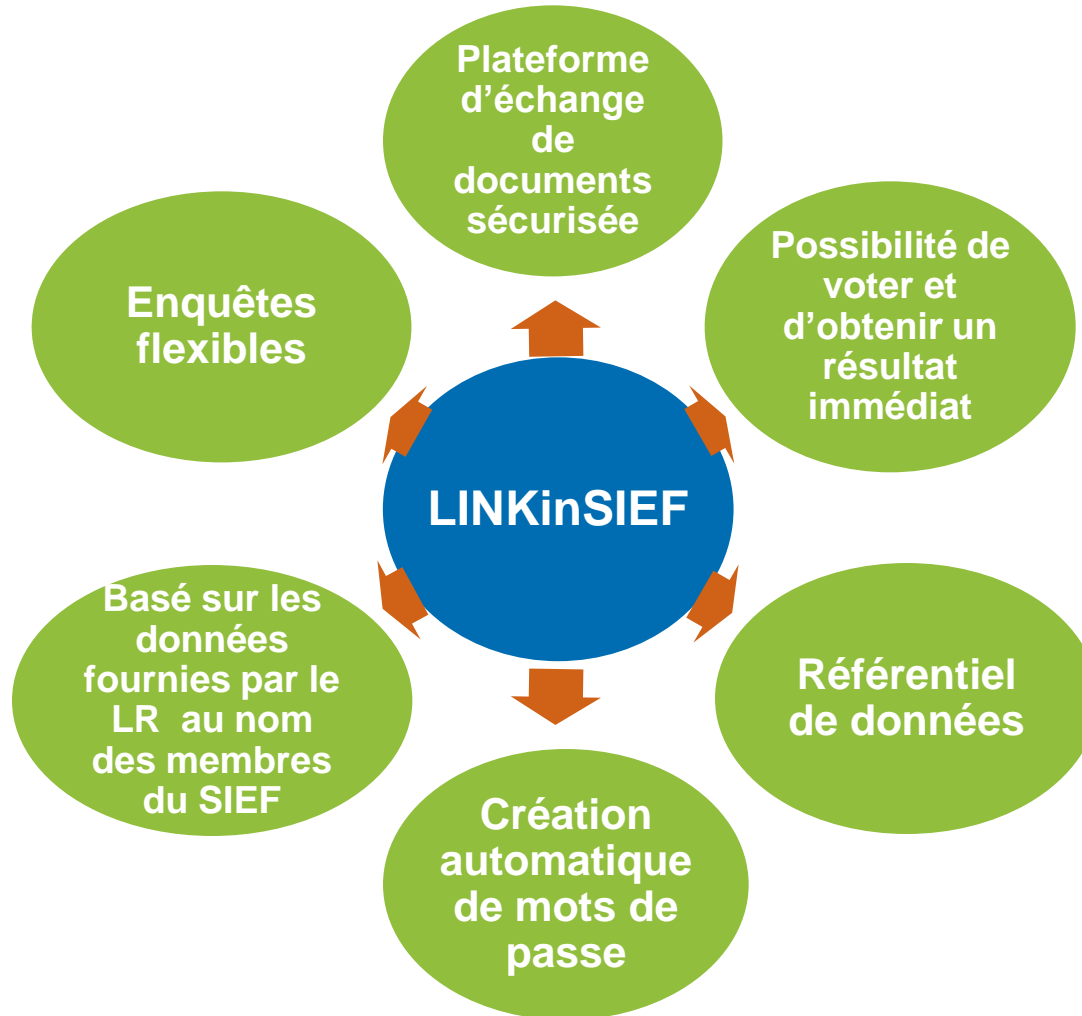 Plateforme
d’échange
de
documents
sécurisée
Possibilité de
voter et
d’obtenir un
résultat
immédiat
Enquêtes
flexibles
LINKinSIEF
Basé sur les
données
fournies par le
LR au nom
des membres
du SIEF
Référentiel
de données
Création
automatique
de mots de
passe